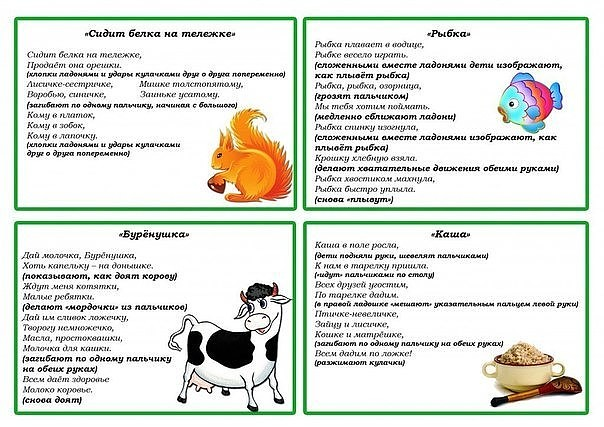 «Сидит белка на тележке»
Сидит белка на тележке,
Продаёт она орешки.
(хлопки ладонями и удары кулачками друг о друга попеременно)
Лисичке-сестричке, Мишке толстопятому,
Воробью, синичке, Заиньке усатому.
(загибают по одному пальчику, начиная с большого)
Кому в платок,
Кому в зобок,
Кому в лапочку.
(хлопки ладонями и удары кулачками
друг о друга попеременно)
«Рыбка»
Рыбка плавает в водице,
Рыбке весело играть.
(сложенными вместе ладонями дети изображают,
как плывёт рыбка)
Рыбка, рыбка, озорница,
(грозят пальчиком)
Мы тебя хотим поймать.
(медленно сближают ладони)
Рыбка спинку изогнула,
(сложенными вместе ладонями изображают, как
плывёт рыбка)
Крошку хлебную взяла.
(делают хватательные движения обеими руками)
Рыбка хвостиком махнула,
Рыбка быстро уплыла.
(снова «плывут»)
«Бурёнушка»
Дай молочка, Бурёнушка,
Хоть капельку – на донышке.
(показывают, как доят корову)
Ждут меня котятки,
Малые ребятки.
(делают «мордочки» из пальчиков)
Дай им сливок ложечку,
Творогу немножечко,
Масла, простоквашки,
Молочка для кашки.
(загибают по одному пальчику
на обеих руках)
Всем даёт здоровье
Молоко коровье.
(снова доят)
«Каша»
Каша в поле росла,
(дети подняли руки, шевелят пальчиками)
К нам в тарелку пришла.
(«идут» пальчиками по столу)
Всех друзей угостим,
По тарелке дадим.
(в правой ладошке «мешают» указательным пальцем левой руки)
Птичке-невеличке,
Зайцу и лисичке,
Кошке и матрёшке,
(загибают по одному пальчику на обеих руках)
Всем дадим по ложке!
(разжимают кулачки)